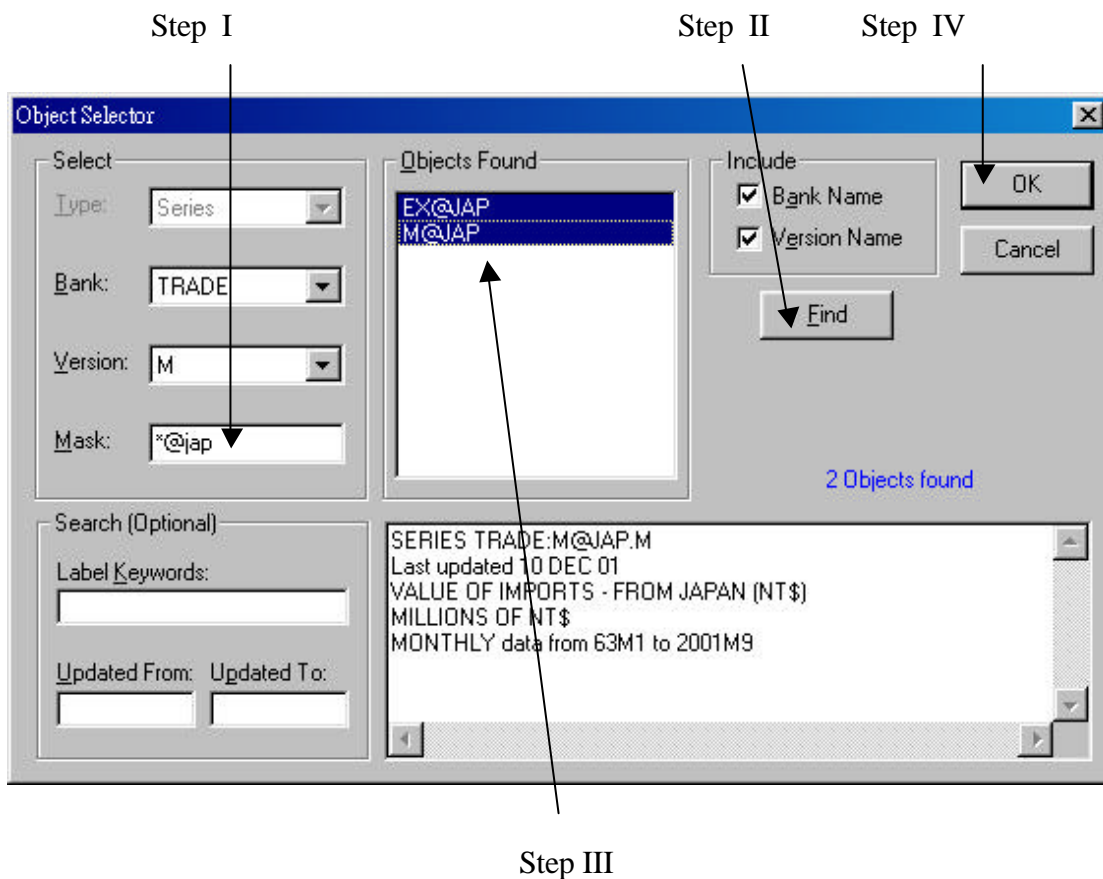 Step I
Step II
Step IV
Object Selector
Select
Type:
Series
Bank:
TRADE
Version:
M
Mask:
*@jap
Objects Found
EX@JAP
M@JAP
Include
Bank Name
Version Name
OK
Cancel
Find
2 Objects found
Search (Optional)
Label Keywords:
Updated From:
Updated To:
SERIES TRADE:M@JAP.M
Last updated 10 DEC 01
VALUE OF IMPORTS - FROM JAPAN (NT$)
MILLIONS OF NT$
MONTHLY data from 63M1 to 2001M9
Step III